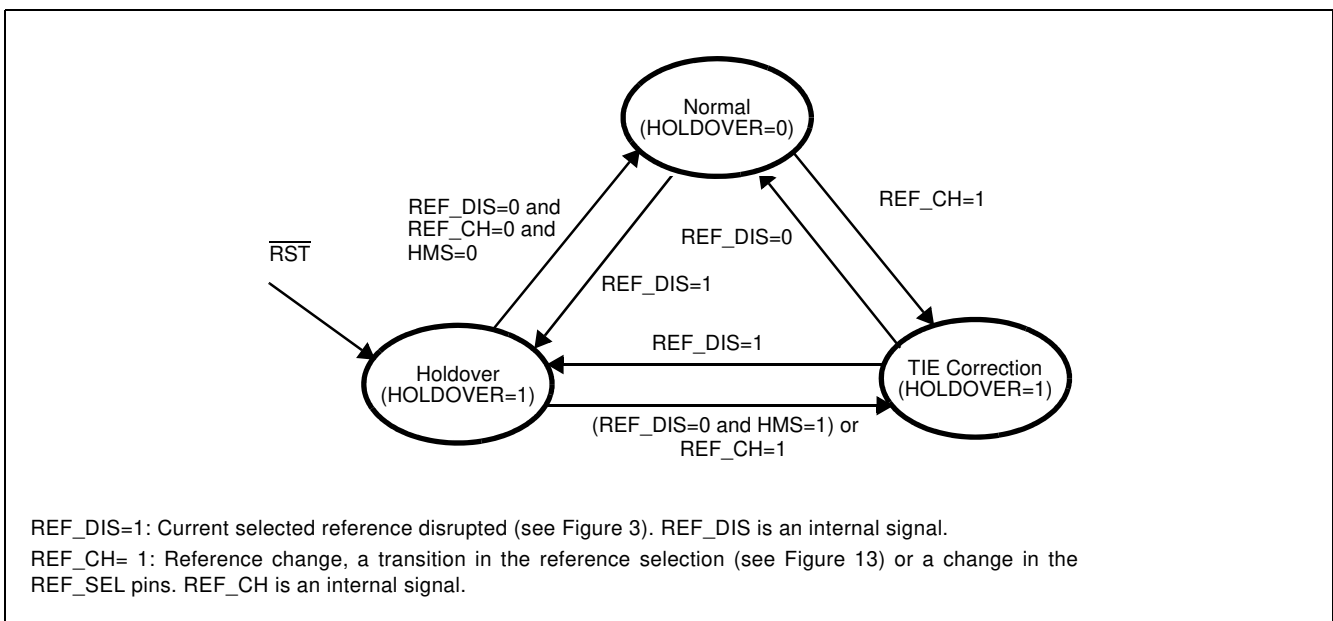 Normal
(HOLDOVER=0)
REF_CH=1
REF_DIS=0 and
REF_CH=0 and
HMS=0
REF_DIS=0
RST
REF_DIS=1
REF_DIS=1
Holdover
(HOLDOVER=1)
TIE Correction
(HOLDOVER=1)
(REF_DIS=0 and HMS=1) or
REF_CH=1
REF_DIS=1: Current selected reference disrupted (see Figure 3). REF_DIS is an internal signal.
REF_CH= 1: Reference change, a transition in the reference selection (see Figure 13) or a change in the
REF_SEL pins. REF_CH is an internal signal.